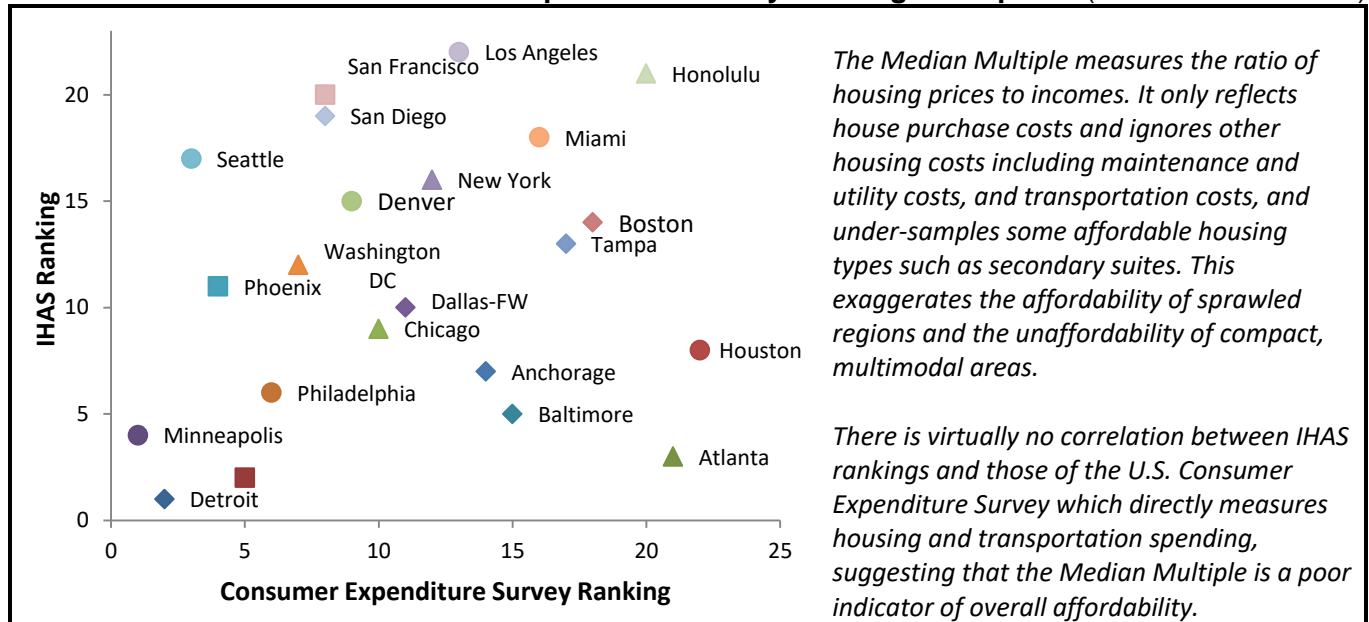 San Francisco
Los Angeles
Honolulu
San Diego
Miami
Seattle
New York
Denver
Boston
Tampa
Washington
DC
Phoenix
Dallas-FW
Chicago
Houston
Anchorage
Philadelphia
Baltimore
Minneapolis
Atlanta
Detroit
20
15
10
5
0
0 5 10 15 20 25
IHAS Ranking
Consumer Expenditure Survey Ranking
The Median Multiple measures the ratio of
housing prices to incomes. It only reflects
house purchase costs and ignores other
housing costs including maintenance and
utility costs, and transportation costs, and
under-samples some affordable housing
types such as secondary suites. This
exaggerates the affordability of sprawled
regions and the unaffordability of compact,
multimodal areas.
There is virtually no correlation between IHAS
rankings and those of the U.S. Consumer
Expenditure Survey which directly measures
housing and transportation spending,
suggesting that the Median Multiple is a poor
indicator of overall affordability.